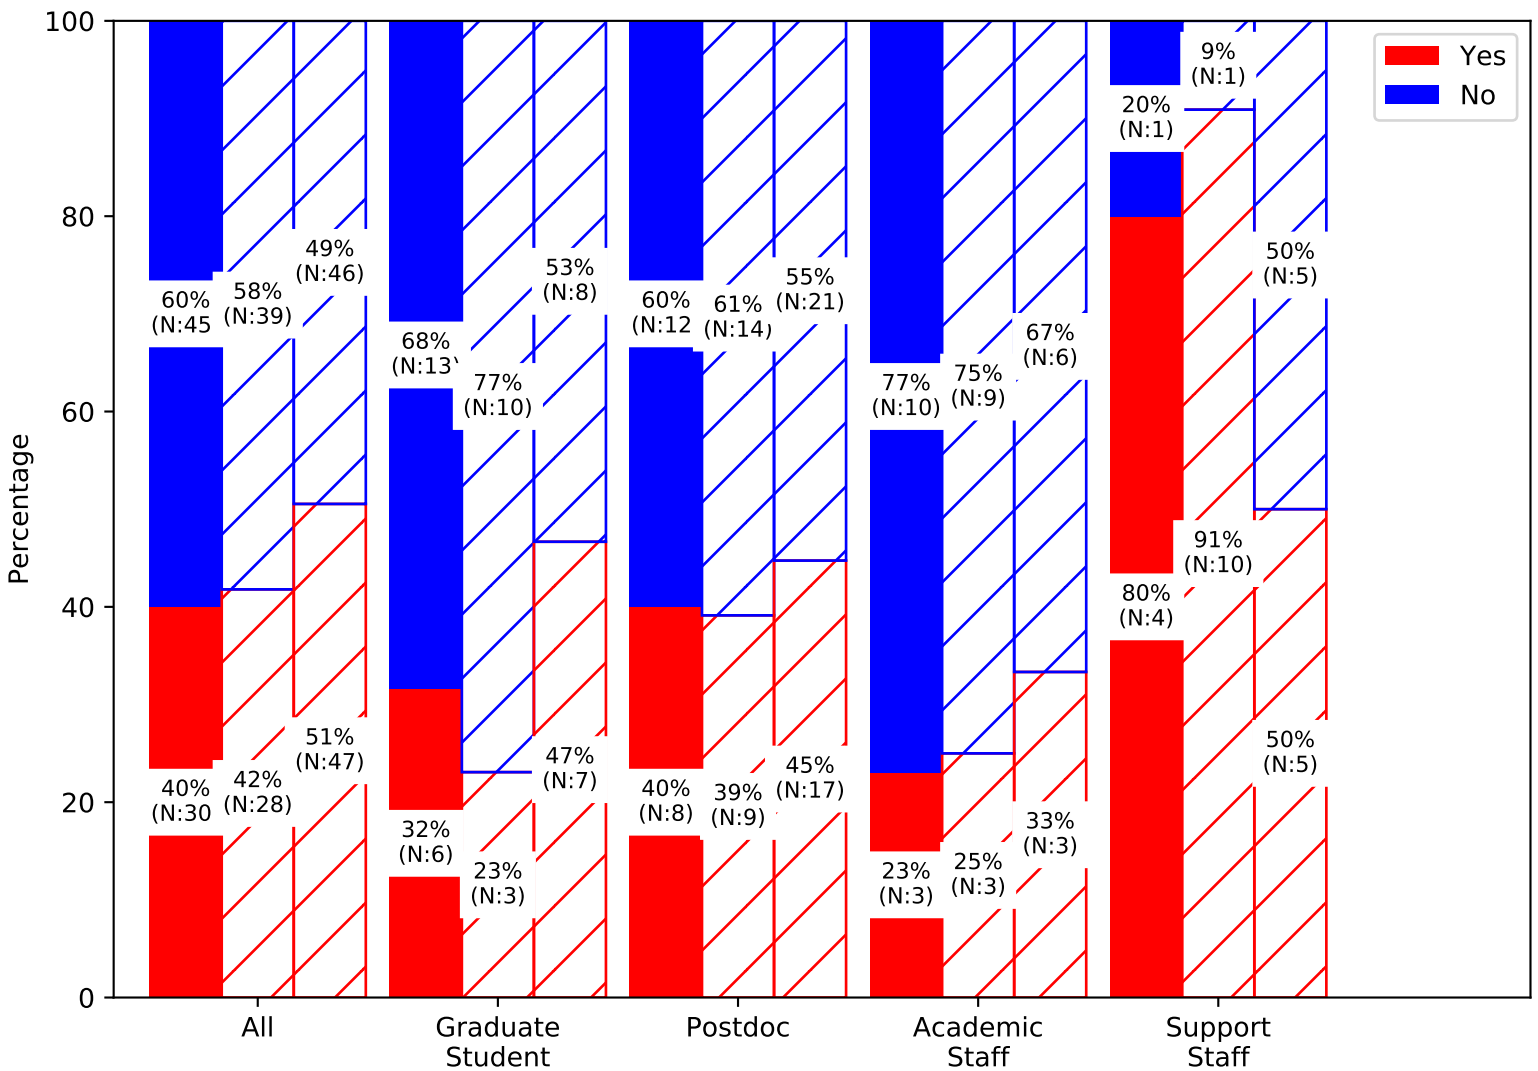 100
80
60
40
20
0
Percentage
Yes
No
60%
(N:45
58%
(N:39)
49%
(N:46)
40%
(N:30
42%
(N:28)
51%
(N:47)
68%
(N:13)
77%
(N:10)
53%
(N:8)
32%
(N:6)
23%
(N:3)
47%
(N:7)
60%
(N:12
61%
(N:14)
55%
(N:21)
40%
(N:8)
39%
(N:9)
45%
(N:17)
77%
(N:10)
75%
(N:9)
67%
(N:6)
23%
(N:3)
25%
(N:3)
33%
(N:3)
20%
(N:1)
9%
(N:1)
50%
(N:5)
80%
(N:4)
91%
(N:10)
50%
(N:5)
All
Graduate
Student
Postdoc
Academic
Staff
Support
Staff